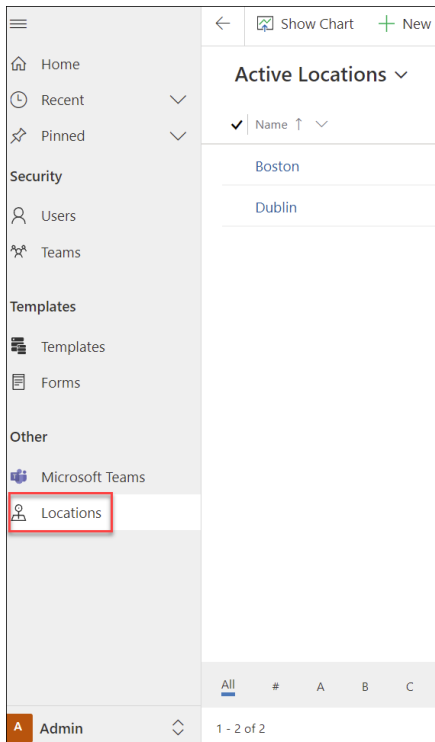 Home
Recent
Pinned
Security
Users
Teams
Templates
Templates
Forms
Other
Microsoft Teams
Locations
A Admin
Show Chart New
Active Locations
Name
Boston
Dublin
All # A B C
1 - 2 of 2